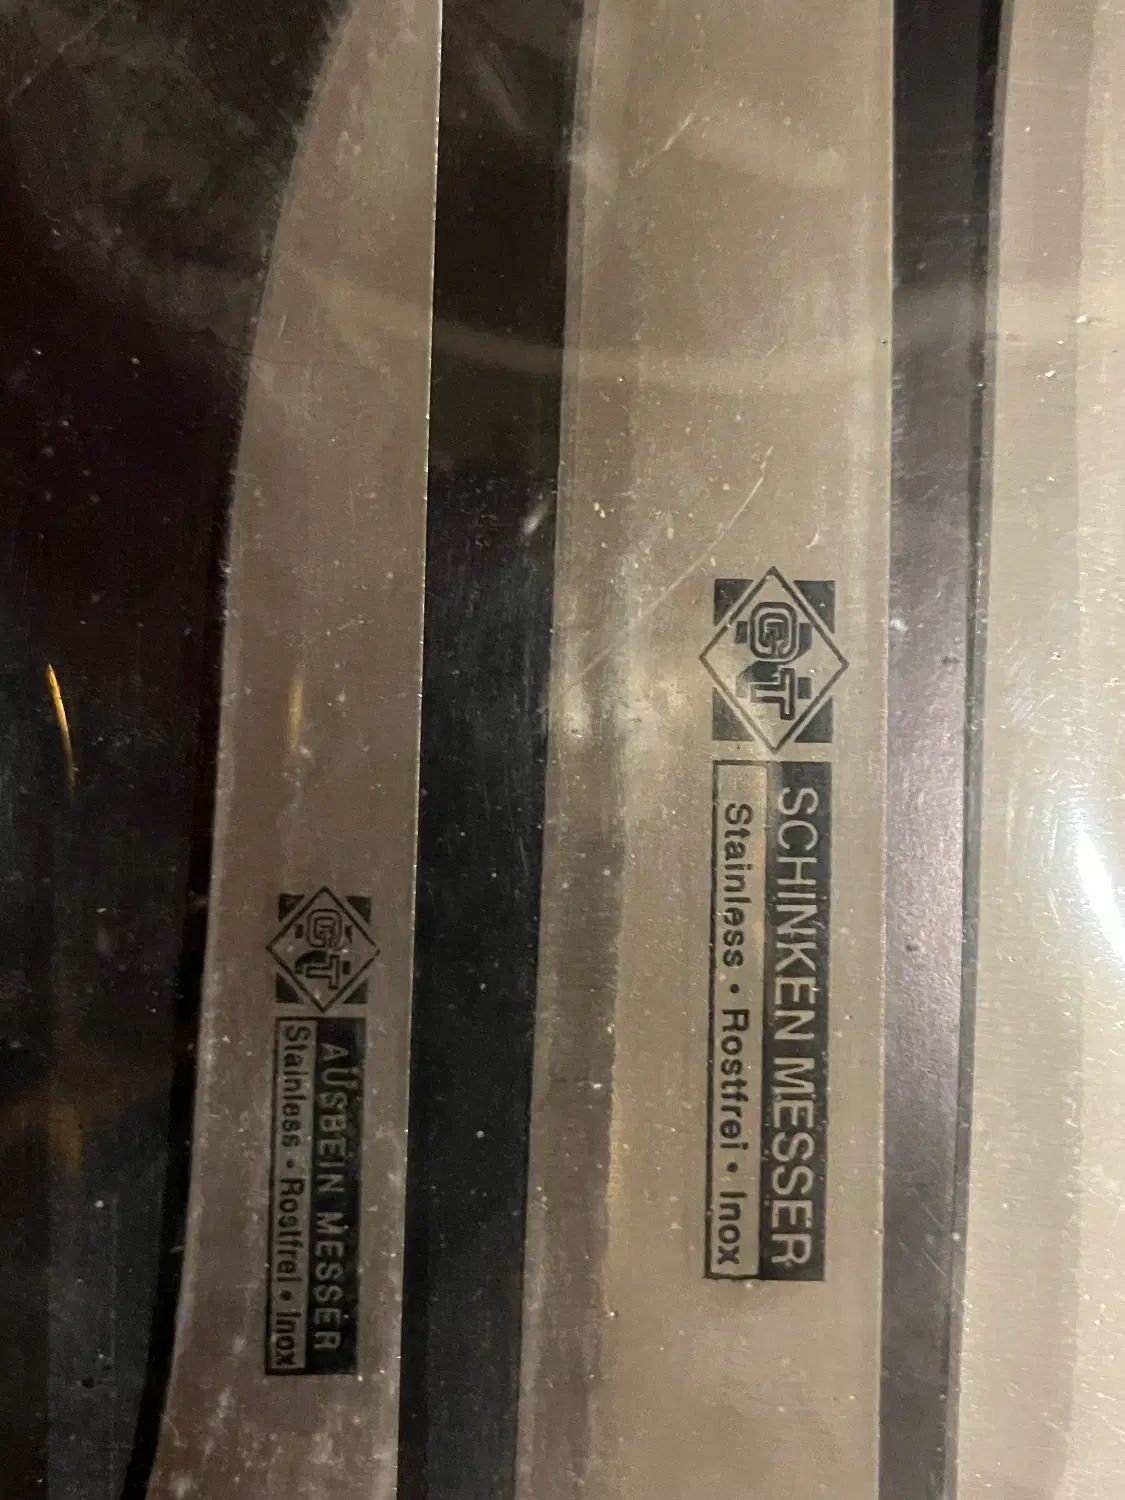 GT
SCHINKEN MESSER
Stainless • Rostfrei • Inox
GT
AUSBEIN MESSER
Stainless • Rostfrei • Inox